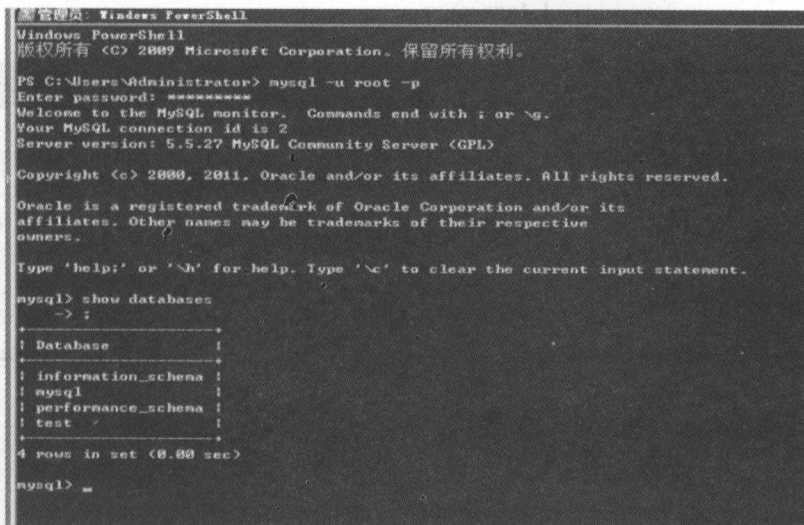 管理员: Windows PowerShell
Windows PowerShell
版权所有 (C) 2009 Microsoft Corporation。保留所有权利。
PS C:\Users\Administrator> mysql -u root -p
Enter password: *********
Welcome to the MySQL monitor.  Commands end with ; or \g.
Your MySQL connection id is 2
Server version: 5.5.27 MySQL Community Server (GPL)
Copyright (c) 2000, 2011, Oracle and/or its affiliates. All rights reserved.
Oracle is a registered trademark of Oracle Corporation and/or its
affiliates. Other names may be trademarks of their respective
owners.
Type 'help;' or '\h' for help. Type '\c' to clear the current input statement.
mysql> show databases
    -> ;
+--------------------+
| Database           |
+--------------------+
| information_schema |
| mysql              |
| performance_schema |
| test               |
+--------------------+
4 rows in set (0.00 sec)
mysql> _